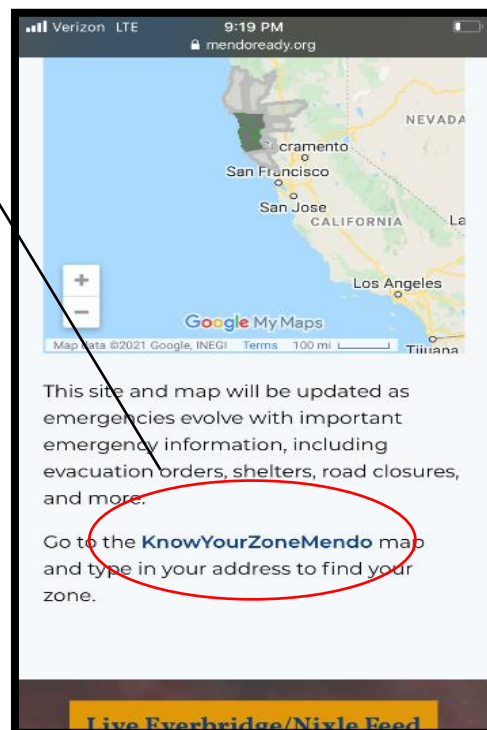 Verizon LTE 9:19 PM
mendoready.org
NEVADA
cramento
San Francisco
San Jose
CALIFORNIA La
+
Los Angeles
−
Google My Maps
Map data ©2021 Google, INEGI Terms 100 mi Tijuana
This site and map will be updated as
emergencies evolve with important
emergency information, including
evacuation orders, shelters, road closures,
and more.
Go to the KnowYourZoneMendo map
and type in your address to find your
zone.
Live Everbridge/Nixle Feed